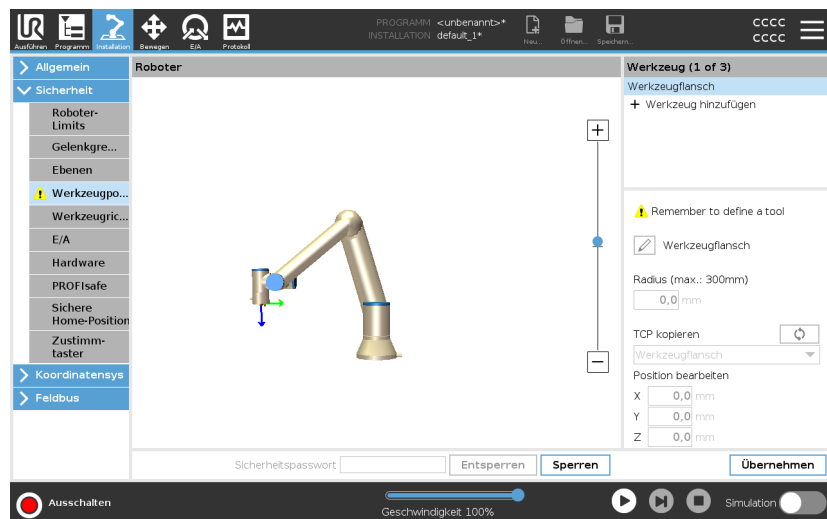 PROGRAMM <unbenannt>*
INSTALLATION default_1*
Ausführen Programm Installation Bewegen E/A Protokoll
Neu... Öffnen... Speichern...
cccc
cccc
Allgemein
Sicherheit
Roboter-
Limits
Gelenkgre...
Ebenen
Werkzeugpo...
Werkzeugric...
E/A
Hardware
PROFIsafe
Sichere
Home-Position
Zustimm-
taster
Koordinatensys
Feldbus
Roboter
Werkzeug (1 of 3)
Werkzeugflansch
+ Werkzeug hinzufügen
Remember to define a tool
Werkzeugflansch
Radius (max.: 300mm)
0,0 mm
TCP kopieren
Werkzeugflansch
Position bearbeiten
X 0,0 mm
Y 0,0 mm
Z 0,0 mm
Sicherheitspasswort Entsperren Sperren Übernehmen
Ausschalten
Geschwindigkeit 100%
Simulation